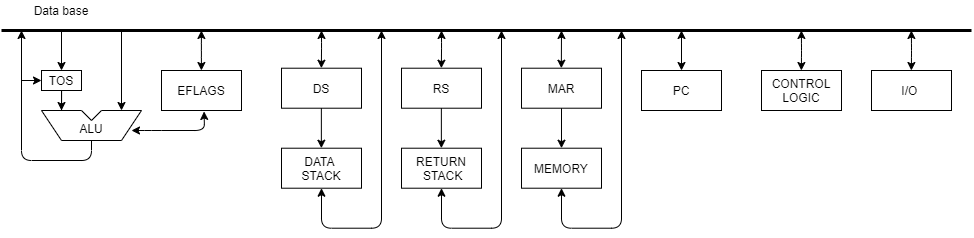 Data base
TOS
ALU
EFLAGS
DS
DATA
STACK
RS
RETURN
STACK
MAR
MEMORY
PC
CONTROL
LOGIC
I/O